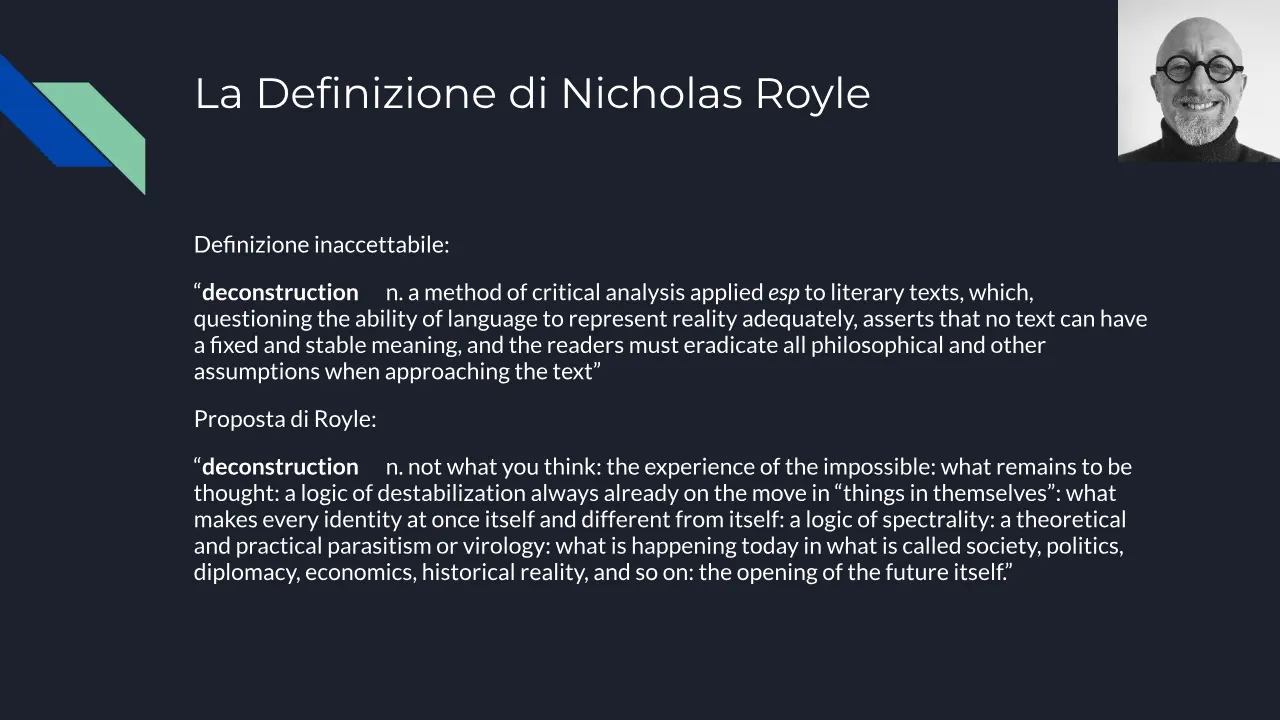 La Definizione di Nicholas Royle
Definizione inaccettabile:
“deconstruction n. a method of critical analysis applied esp to literary texts, which,
questioning the ability of language to represent reality adequately, asserts that no text can have
a fixed and stable meaning, and the readers must eradicate all philosophical and other
assumptions when approaching the text”
Proposta di Royle:
“deconstruction n. not what you think: the experience of the impossible: what remains to be
thought: a logic of destabilization always already on the move in “things in themselves”: what
makes every identity at once itself and different from itself: a logic of spectrality: a theoretical
and practical parasitism or virology: what is happening today in what is called society, politics,
diplomacy, economics, historical reality, and so on: the opening of the future itself.”